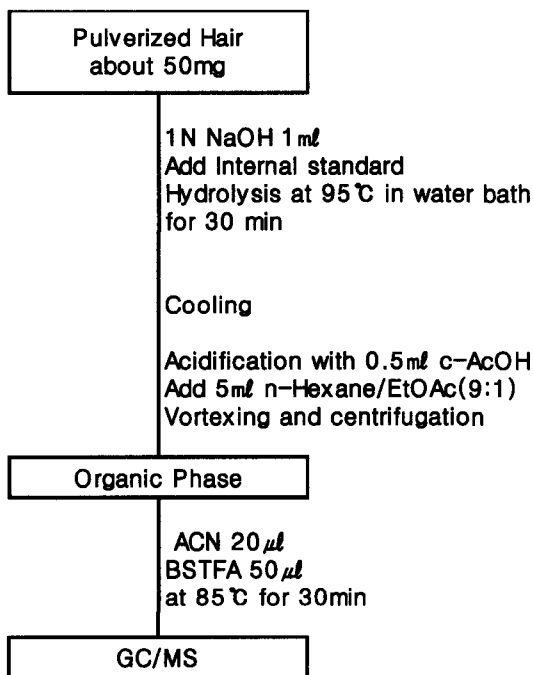 Pulverized Hair
about 50mg
1N NaOH 1㎖
Add Internal standard
Hydrolysis at 95℃ in water bath
for 30 min
Cooling
Acidification with 0.5㎖ c-AcOH
Add 5㎖ n-Hexane/EtOAc(9:1)
Vortexing and centrifugation
Organic Phase
ACN 20㎕
BSTFA 50㎕
at 85℃ for 30min
GC/MS